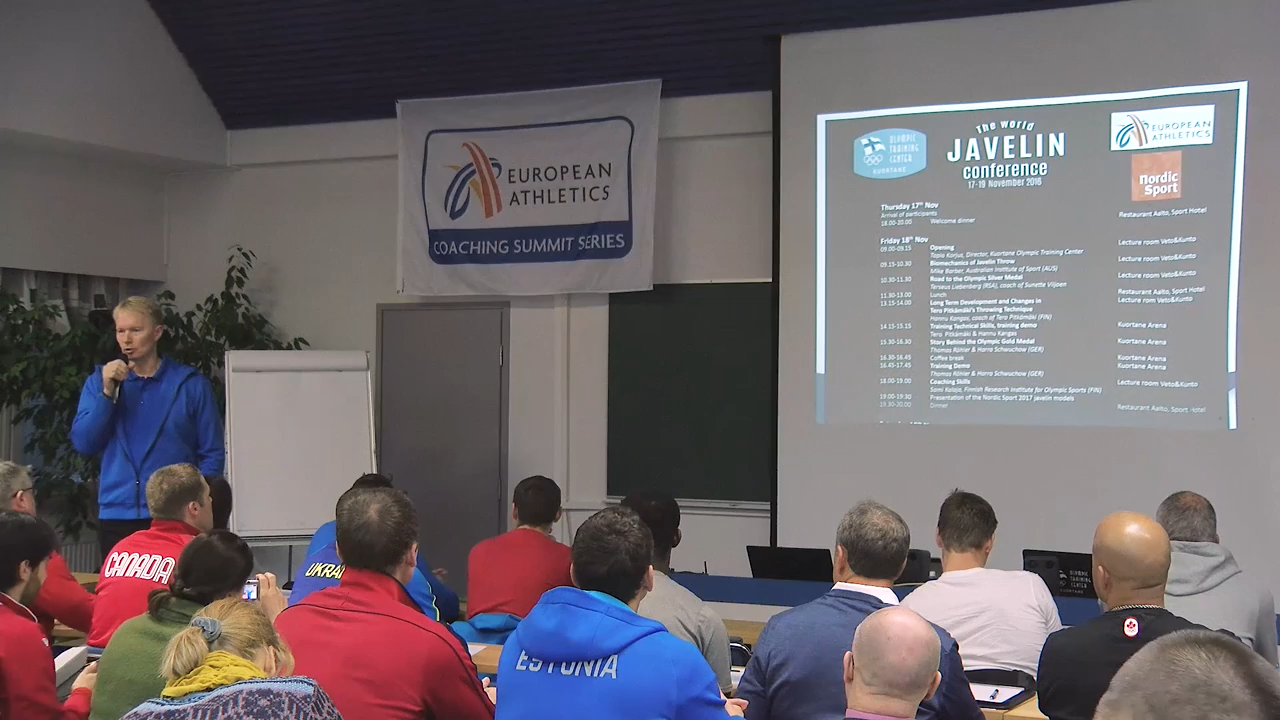 EUROPEAN
ATHLETICS
COACHING SUMMIT SERIES
OLYMPIC
TRAINING
CENTER
KUORTANE
The world
JAVELIN
conference
17-19 November 2016
EUROPEAN
ATHLETICS
nordic
Sport
Thursday 17th Nov
Arrival of participants
18.00-20.00 Welcome dinner Restaurant Aalto, Sport Hotel
Friday 18th Nov
09.00-09.15 Opening Lecture room Veto&Kunto
Tapio Korjus, Director, Kuortane Olympic Training Center
09.15-10.30 Biomechanics of Javelin Throw Lecture room Veto&Kunto
Mike Barber, Australian Institute of Sport (AUS)
10.30-11.30 Road to the Olympic Silver Medal Lecture room Veto&Kunto
Terseus Liebenberg (RSA), coach of Sunette Viljoen
11.30-13.00 Lunch Restaurant Aalto, Sport Hotel
13.15-14.00 Long Term Development and Changes in Lecture rom Veto&Kunto
Tero Pitkämäki's Throwing Technique
Hannu Kangas, coach of Tero Pitkämäki (FIN)
14.15-15.15 Training Technical Skills, training demo Kuortane Arena
Tero Pitkämäki & Hannu Kangas
15.30-16.30 Story Behind the Olympic Gold Medal Kuortane Arena
Thomas Röhler & Harro Schwuchow (GER)
16.30-16.45 Coffee break Kuortane Arena
16.45-17.45 Training Demo Kuortane Arena
Thomas Röhler & Harro Schwuchow (GER)
18.00-19.00 Coaching Skills Lecture room Veto&Kunto
Sami Kalaja, Finnish Research Institute for Olympic Sports (FIN)
19.00-19.30 Presentation of the Nordic Sport 2017 javelin models
19.30-20.00 Dinner Restaurant Aalto, Sport Hotel
CANADA
UKRA
ESTONIA
OLYMPIC
TRAINING
CENTER